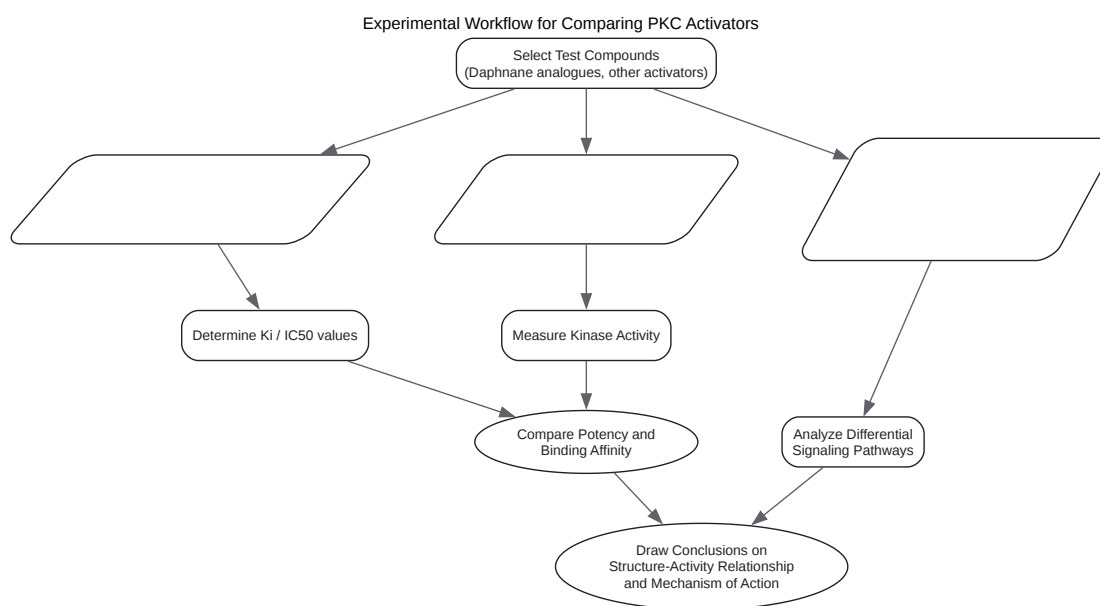 Experimental Workflow for Comparing PKC Activators
Select Test Compounds
(Daphnane analogues, other activators)
Determine Ki / IC50 values
Measure Kinase Activity
Compare Potency and
Binding Affinity
Analyze Differential
Signaling Pathways
Draw Conclusions on
Structure-Activity Relationship
and Mechanism of Action